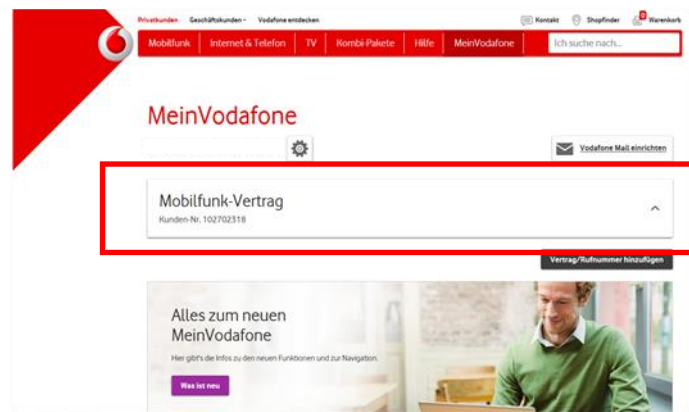 Privatkunden Geschäftskunden Vodafone entdecken Kontakt Shopfinder 0 Warenkorb
Mobilfunk Internet & Telefon TV Kombi-Pakete Hilfe MeinVodafone Ich suche nach...
MeinVodafone
Vodafone Mail einrichten
Mobilfunk-Vertrag
Kunden-Nr. 102702318
Vertrag/Rufnummer hinzufügen
Alles zum neuen
MeinVodafone
Hier gibt's die Infos zu den neuen Funktionen und zur Navigation.
Was ist neu